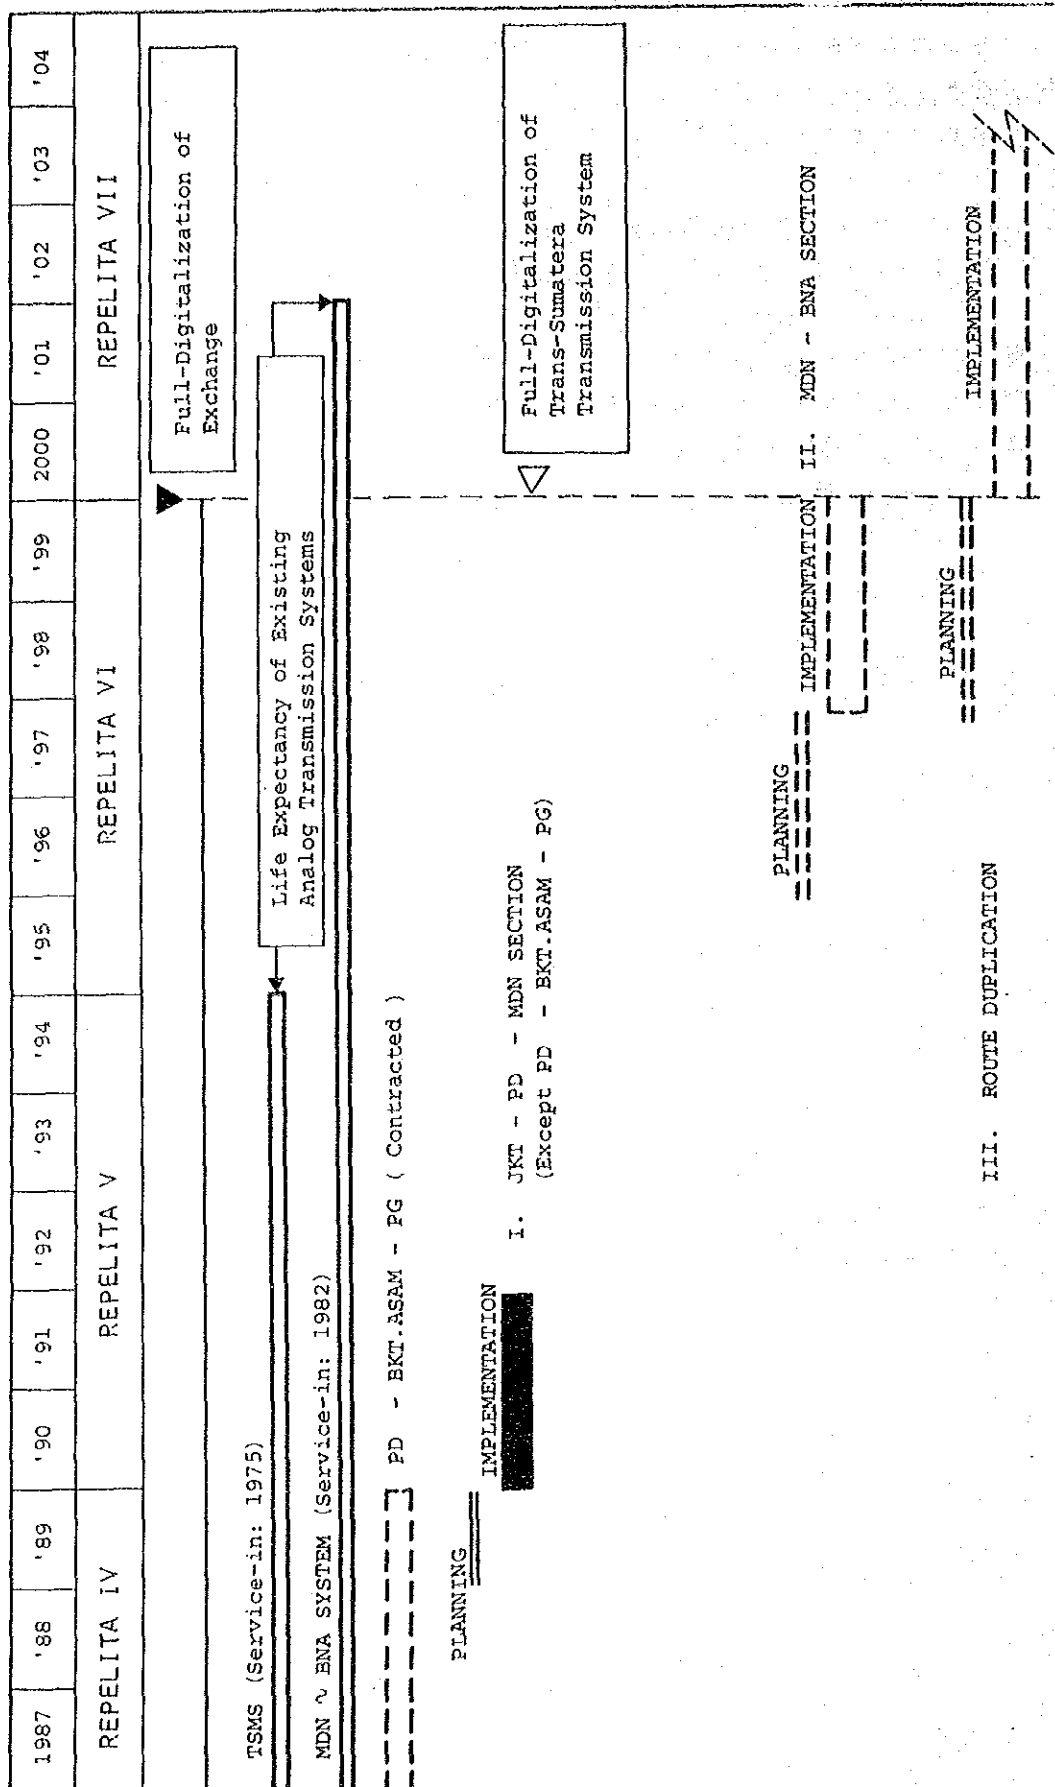 1987 '88 '89 '90 '91 '92 '93 '94 '95 '96 '97 '98 '99 2000 '01 '02 '03 '04
REPELITA IV REPELITA V REPELITA VI REPELITA VII
Full-Digitalization of
Exchange
TSMS (Service-in: 1975)
Life Expectancy of Existing
Analog Transmission Systems
MDN ~ BNA SYSTEM (Service-in: 1982)
PD - BKT.ASAM - PG ( Contracted )
PLANNING
IMPLEMENTATION
I. JKT - PD - MDN SECTION
(Except PD - BKT.ASAM - PG)
Full-Digitalization of
Trans-Sumatera
Transmission System
PLANNING
IMPLEMENTATION II. MDN - BNA SECTION
PLANNING
IMPLEMENTATION
III. ROUTE DUPLICATION